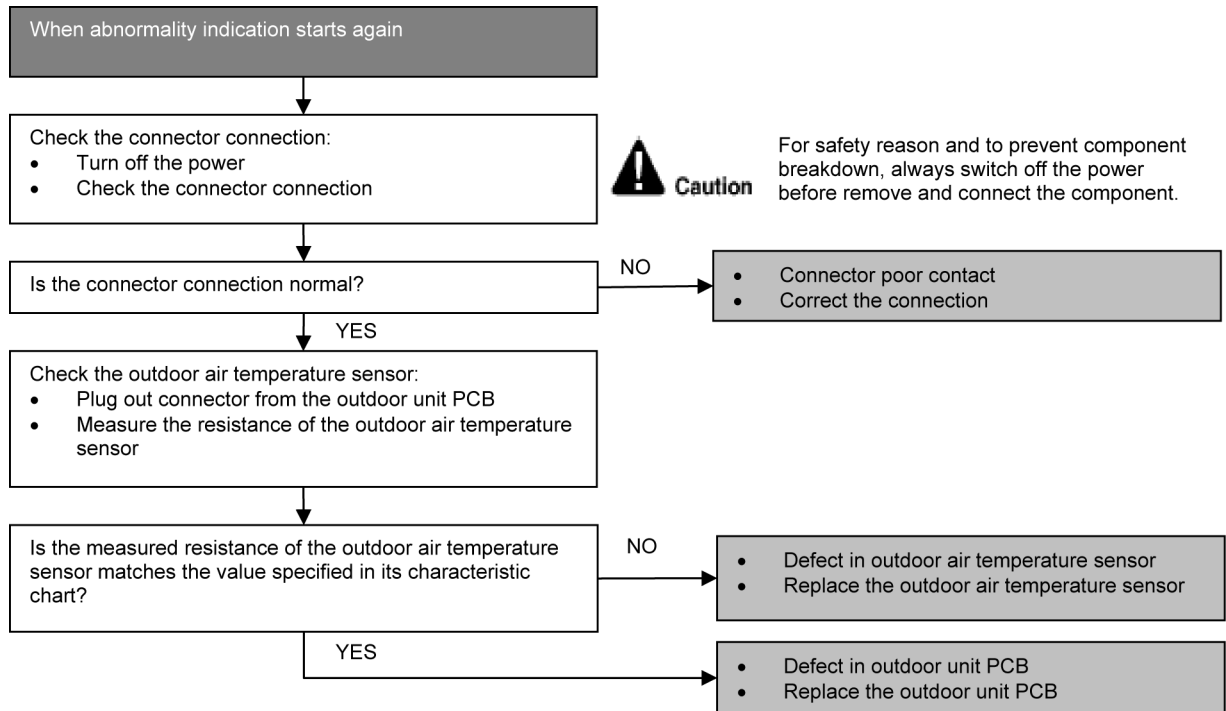 When abnormality indication starts again
Check the connector connection:
• Turn off the power
• Check the connector connection
Caution
For safety reason and to prevent component
breakdown, always switch off the power
before remove and connect the component.
Is the connector connection normal?
NO
• Connector poor contact
• Correct the connection
YES
Check the outdoor air temperature sensor:
• Plug out connector from the outdoor unit PCB
• Measure the resistance of the outdoor air temperature
sensor
Is the measured resistance of the outdoor air temperature
sensor matches the value specified in its characteristic
chart?
NO
• Defect in outdoor air temperature sensor
• Replace the outdoor air temperature sensor
YES
• Defect in outdoor unit PCB
• Replace the outdoor unit PCB